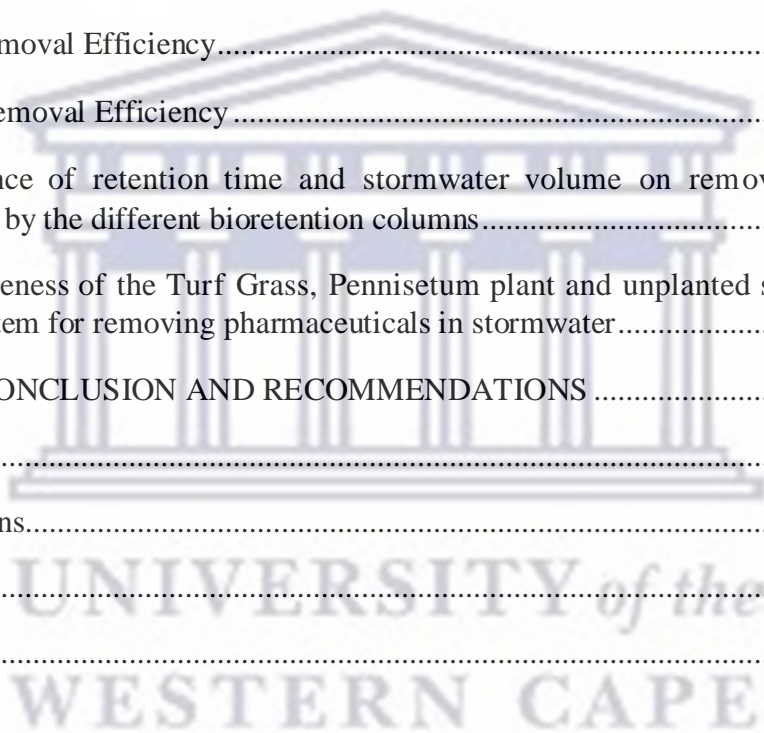 moval Efficiency..........................................................................
emoval Efficiency........................................................................
nce of retention time and stormwater volume on remov
by the different bioretention columns.......................................
eness of the Turf Grass, Pennisetum plant and unplanted s
tem for removing pharmaceuticals in stormwater.......................
ONCLUSION AND RECOMMENDATIONS.......................
...................................................................................................
ns...............................................................................................
UNIVERSITY of the
...................................................................................................
...................................................................................................
WESTERN CAPE